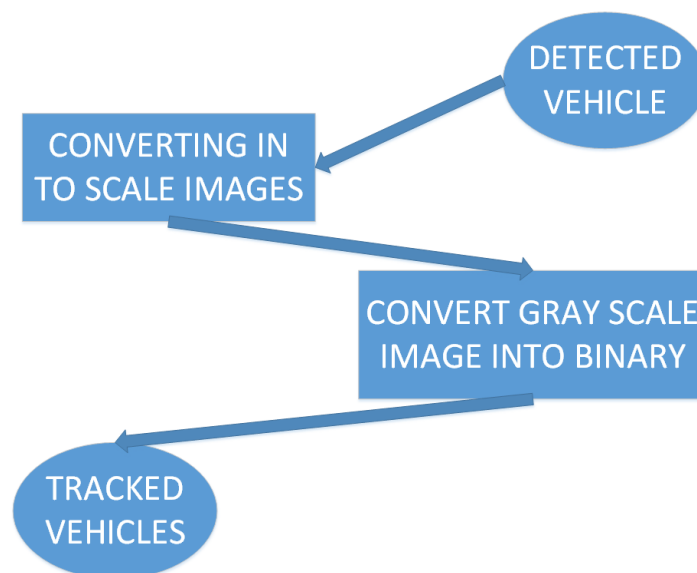 DETECTED
VEHICLE
CONVERTING IN
TO SCALE IMAGES
CONVERT GRAY SCALE
IMAGE INTO BINARY
TRACKED
VEHICLES